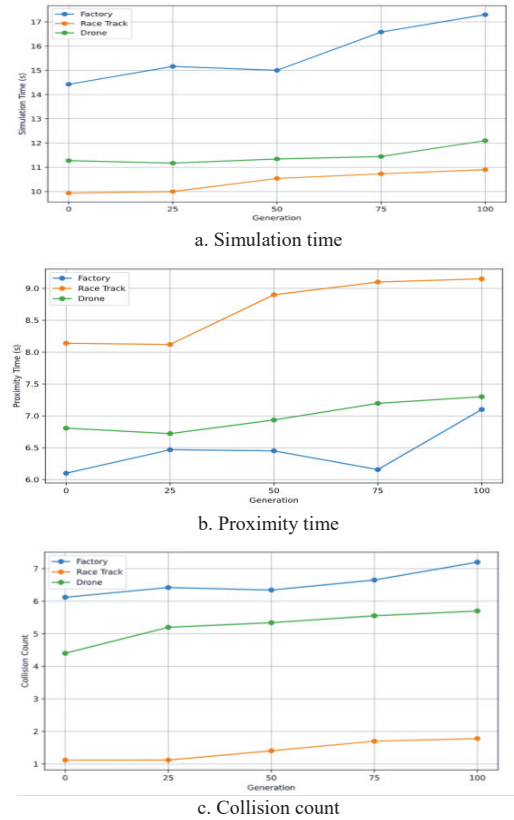 17
16
15
14
13
12
11
10
Simulation Time (s)
Factory
Race Track
Drone
0 25 50 75 100
Generation
a. Simulation time
9.0
8.5
8.0
7.5
7.0
6.5
6.0
Proximity Time (s)
Factory
Race Track
Drone
0 25 50 75 100
Generation
b. Proximity time
7
6
5
4
3
2
1
Collision Count
Factory
Race Track
Drone
0 25 50 75 100
Generation
c. Collision count